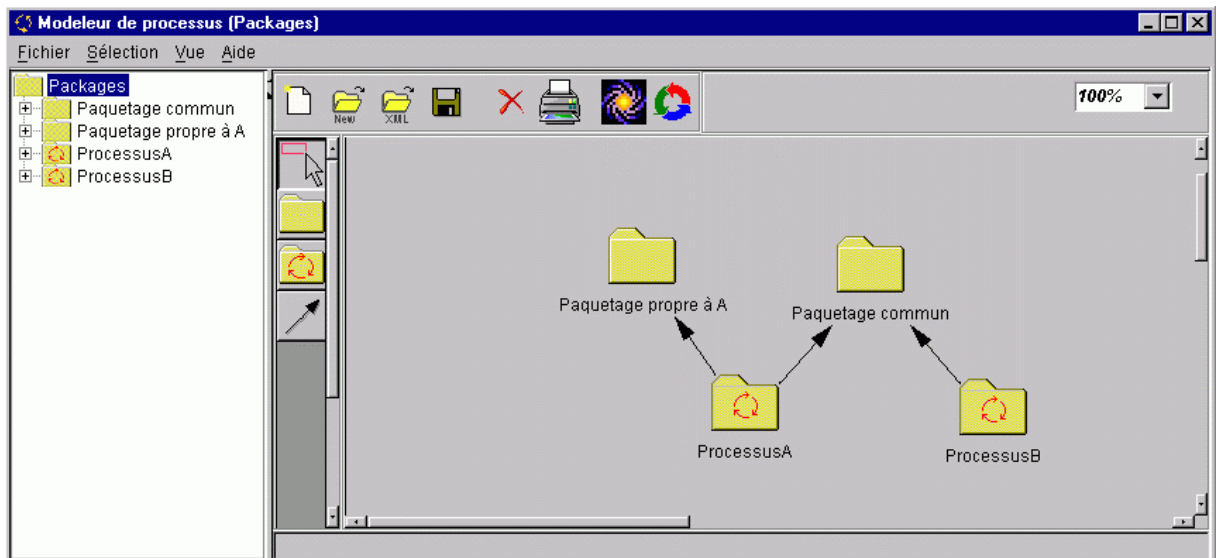 Modeleur de processus (Packages)
Fichier Sélection Vue Aide
Packages
Paquetage commun
Paquetage propre à A
ProcessusA
ProcessusB
New
XML
100%
Paquetage propre à A
Paquetage commun
ProcessusA
ProcessusB